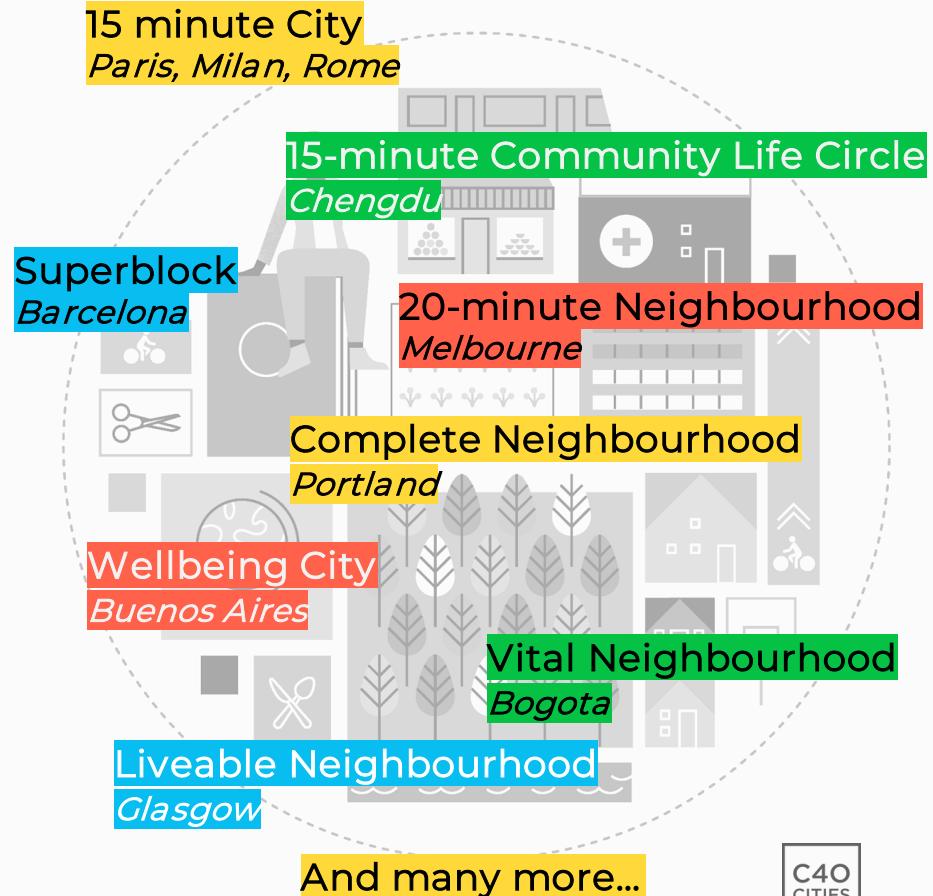 15 minute City
Paris, Milan, Rome
15-minute Community Life Circle
Chengdu
Superblock
Barcelona
20-minute Neighbourhood
Melbourne
Complete Neighbourhood
Portland
Wellbeing City
Buenos Aires
Vital Neighbourhood
Bogota
Liveable Neighbourhood
Glasgow
And many more...
C40
CITIES